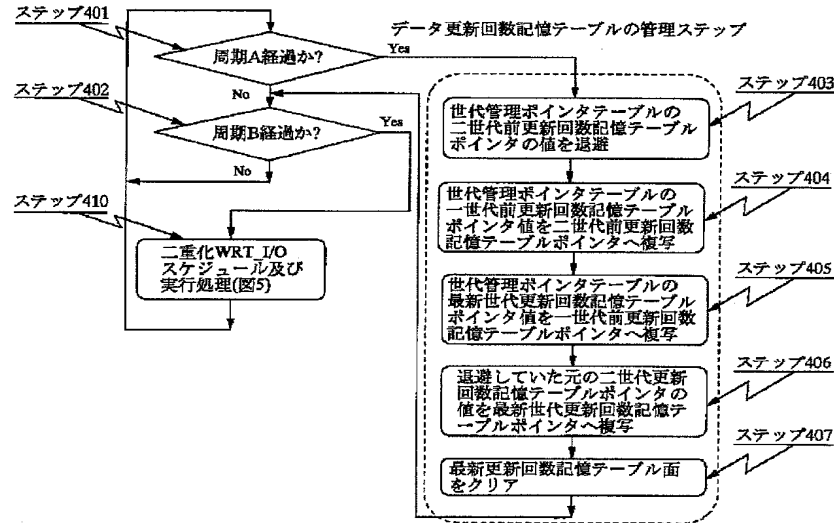 ステップ401
周期A経過か?
Yes
No
ステップ402
周期B経過か?
Yes
No
ステップ410
二重化WRT_I/O
スケジュール及び
実行処理(図5)
データ更新回数記憶テーブルの管理ステップ
ステップ403
世代管理ポインタテーブルの
二世代前更新回数記憶テーブル
ポインタの値を退避
ステップ404
世代管理ポインタテーブルの
一世代前更新回数記憶テーブル
ポインタ値を二世代前更新回数
記憶テーブルポインタへ複写
ステップ405
世代管理ポインタテーブルの
最新世代更新回数記憶テーブル
ポインタ値を一世代前更新回数
記憶テーブルポインタへ複写
ステップ406
退避していた元の二世代更新
回数記憶テーブルポインタの
値を最新世代更新回数記憶テ
ーブルポインタへ複写
ステップ407
最新更新回数記憶テーブル面
をクリア